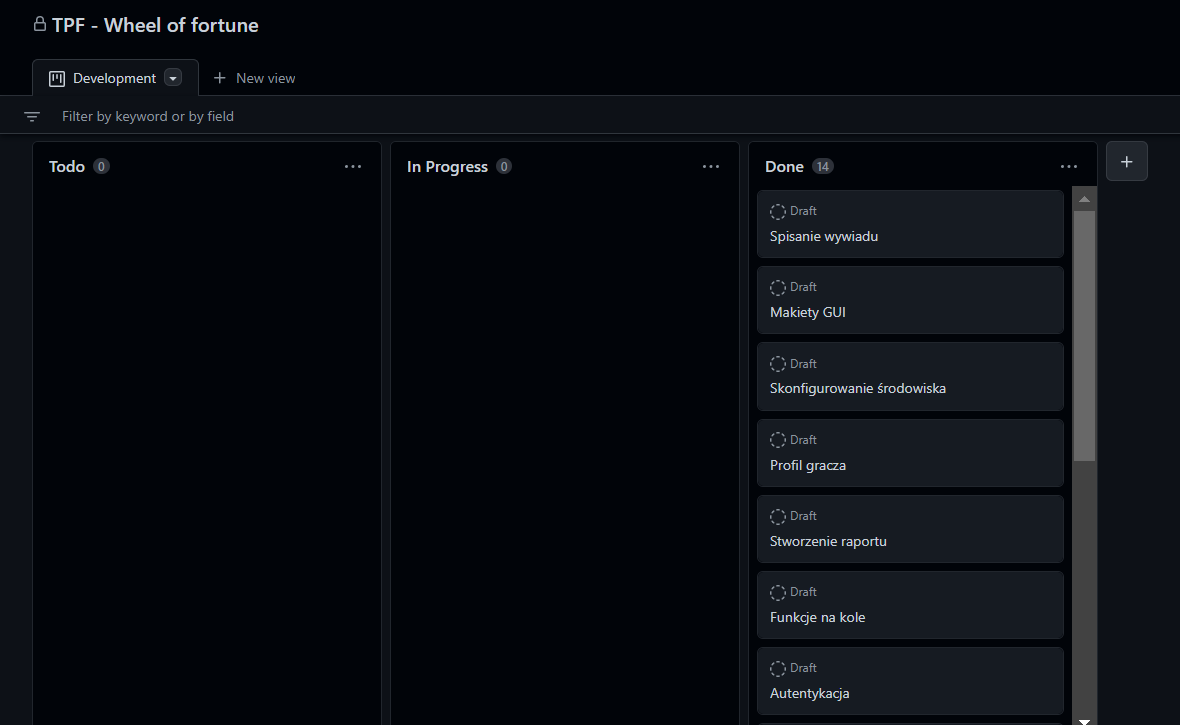 TPF - Wheel of fortune
Development
New view
Filter by keyword or by field
Todo 0
In Progress 0
Done 14
Draft
Spisanie wywiadu
Draft
Makiety GUI
Draft
Skonfigurowanie środowiska
Draft
Profil gracza
Draft
Stworzenie raportu
Draft
Funkcje na kole
Draft
Autentykacja